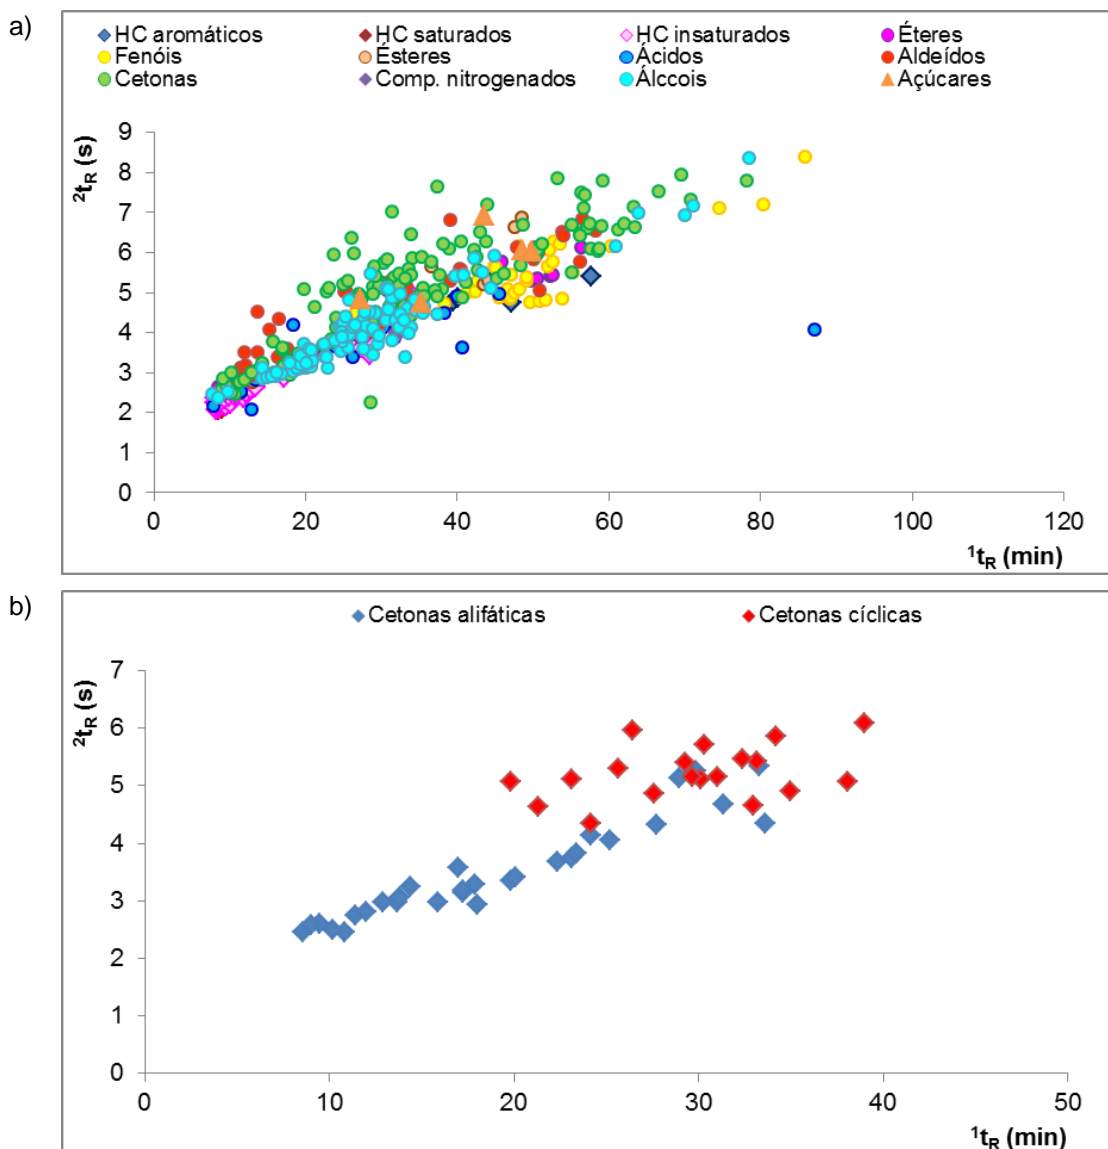 a)
HC aromáticos HC saturados HC insaturados Éteres
Fenóis Ésteres Ácidos Aldeídos
Cetonas Comp. nitrogenados Álccois Açúcares
²tR (s)
9
8
7
6
5
4
3
2
1
0
0 20 40 60 80 100 120
¹tR (min)
b)
Cetonas alifáticas Cetonas cíclicas
²tR (s)
7
6
5
4
3
2
1
0
0 10 20 30 40 50
¹tR (min)